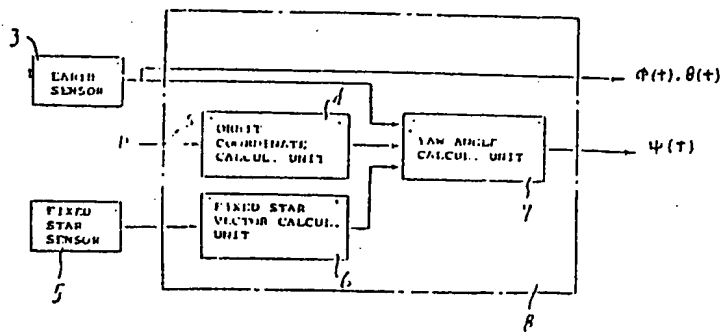 3
EARTH
SENSOR
Φ(t), θ(t)
4
ORBIT
COORDINATE
CALCUL. UNIT
P
S
YAW ANGLE
CALCUL. UNIT
ψ(t)
7
FIXED
STAR
SENSOR
5
FIXED STAR
VECTOR CALCUL.
UNIT
6
8